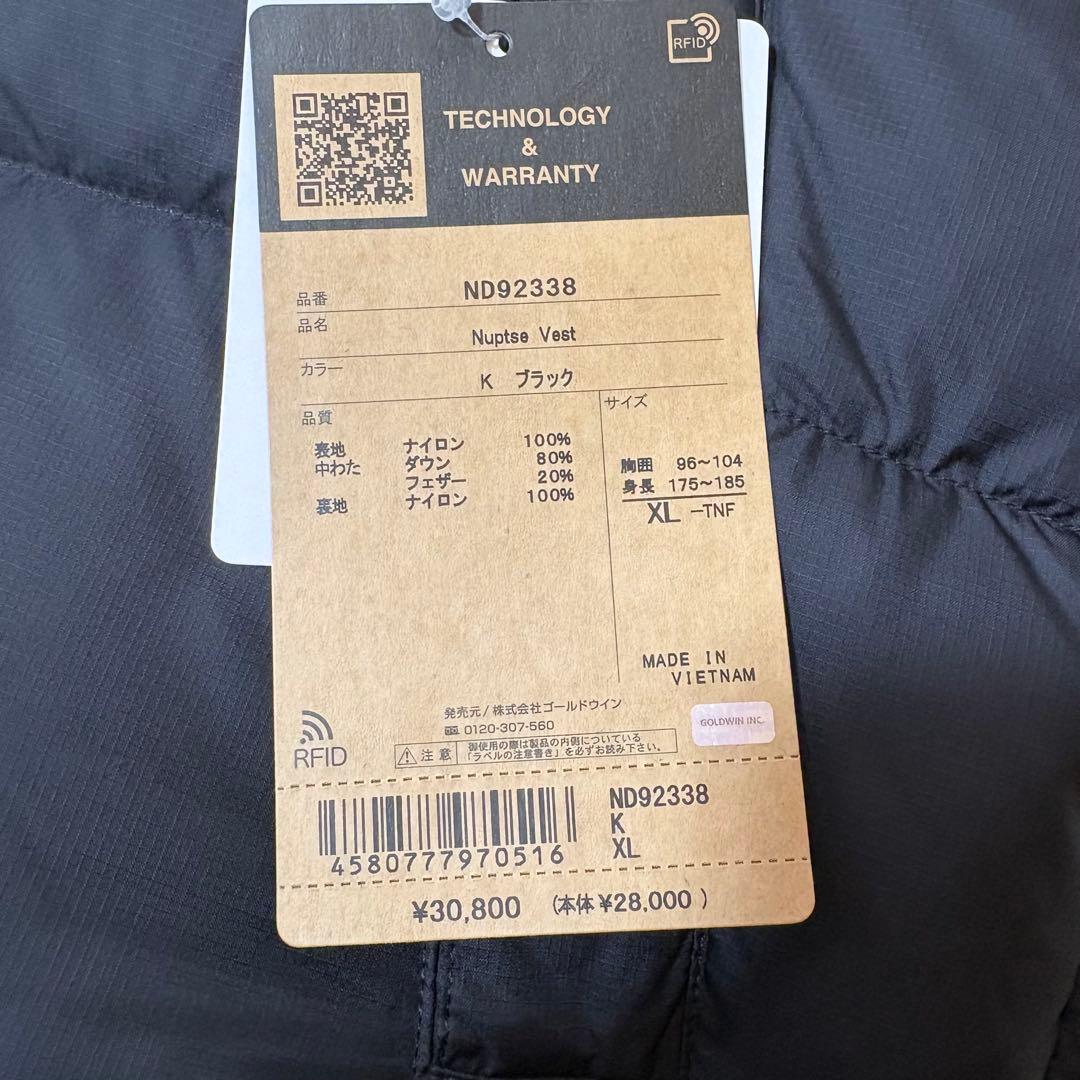 RFID
TECHNOLOGY
&
WARRANTY
品番 ND92338
品名 Nuptse Vest
カラー K ブラック
品質
表地 ナイロン 100%
中わた ダウン 80%
フェザー 20%
裏地 ナイロン 100%
サイズ
胸囲 96~104
身長 175~185
XL -TNF
MADE IN
VIETNAM
発売元/株式会社ゴールドウイン
0120-307-560
GOLDWIN INC.
RFID
注意 御使用の際は製品の内側についている
「ラベルの注意書き」を必ずお読み下さい。
4580777970516
ND92338
K
XL
¥30,800 (本体¥28,000)